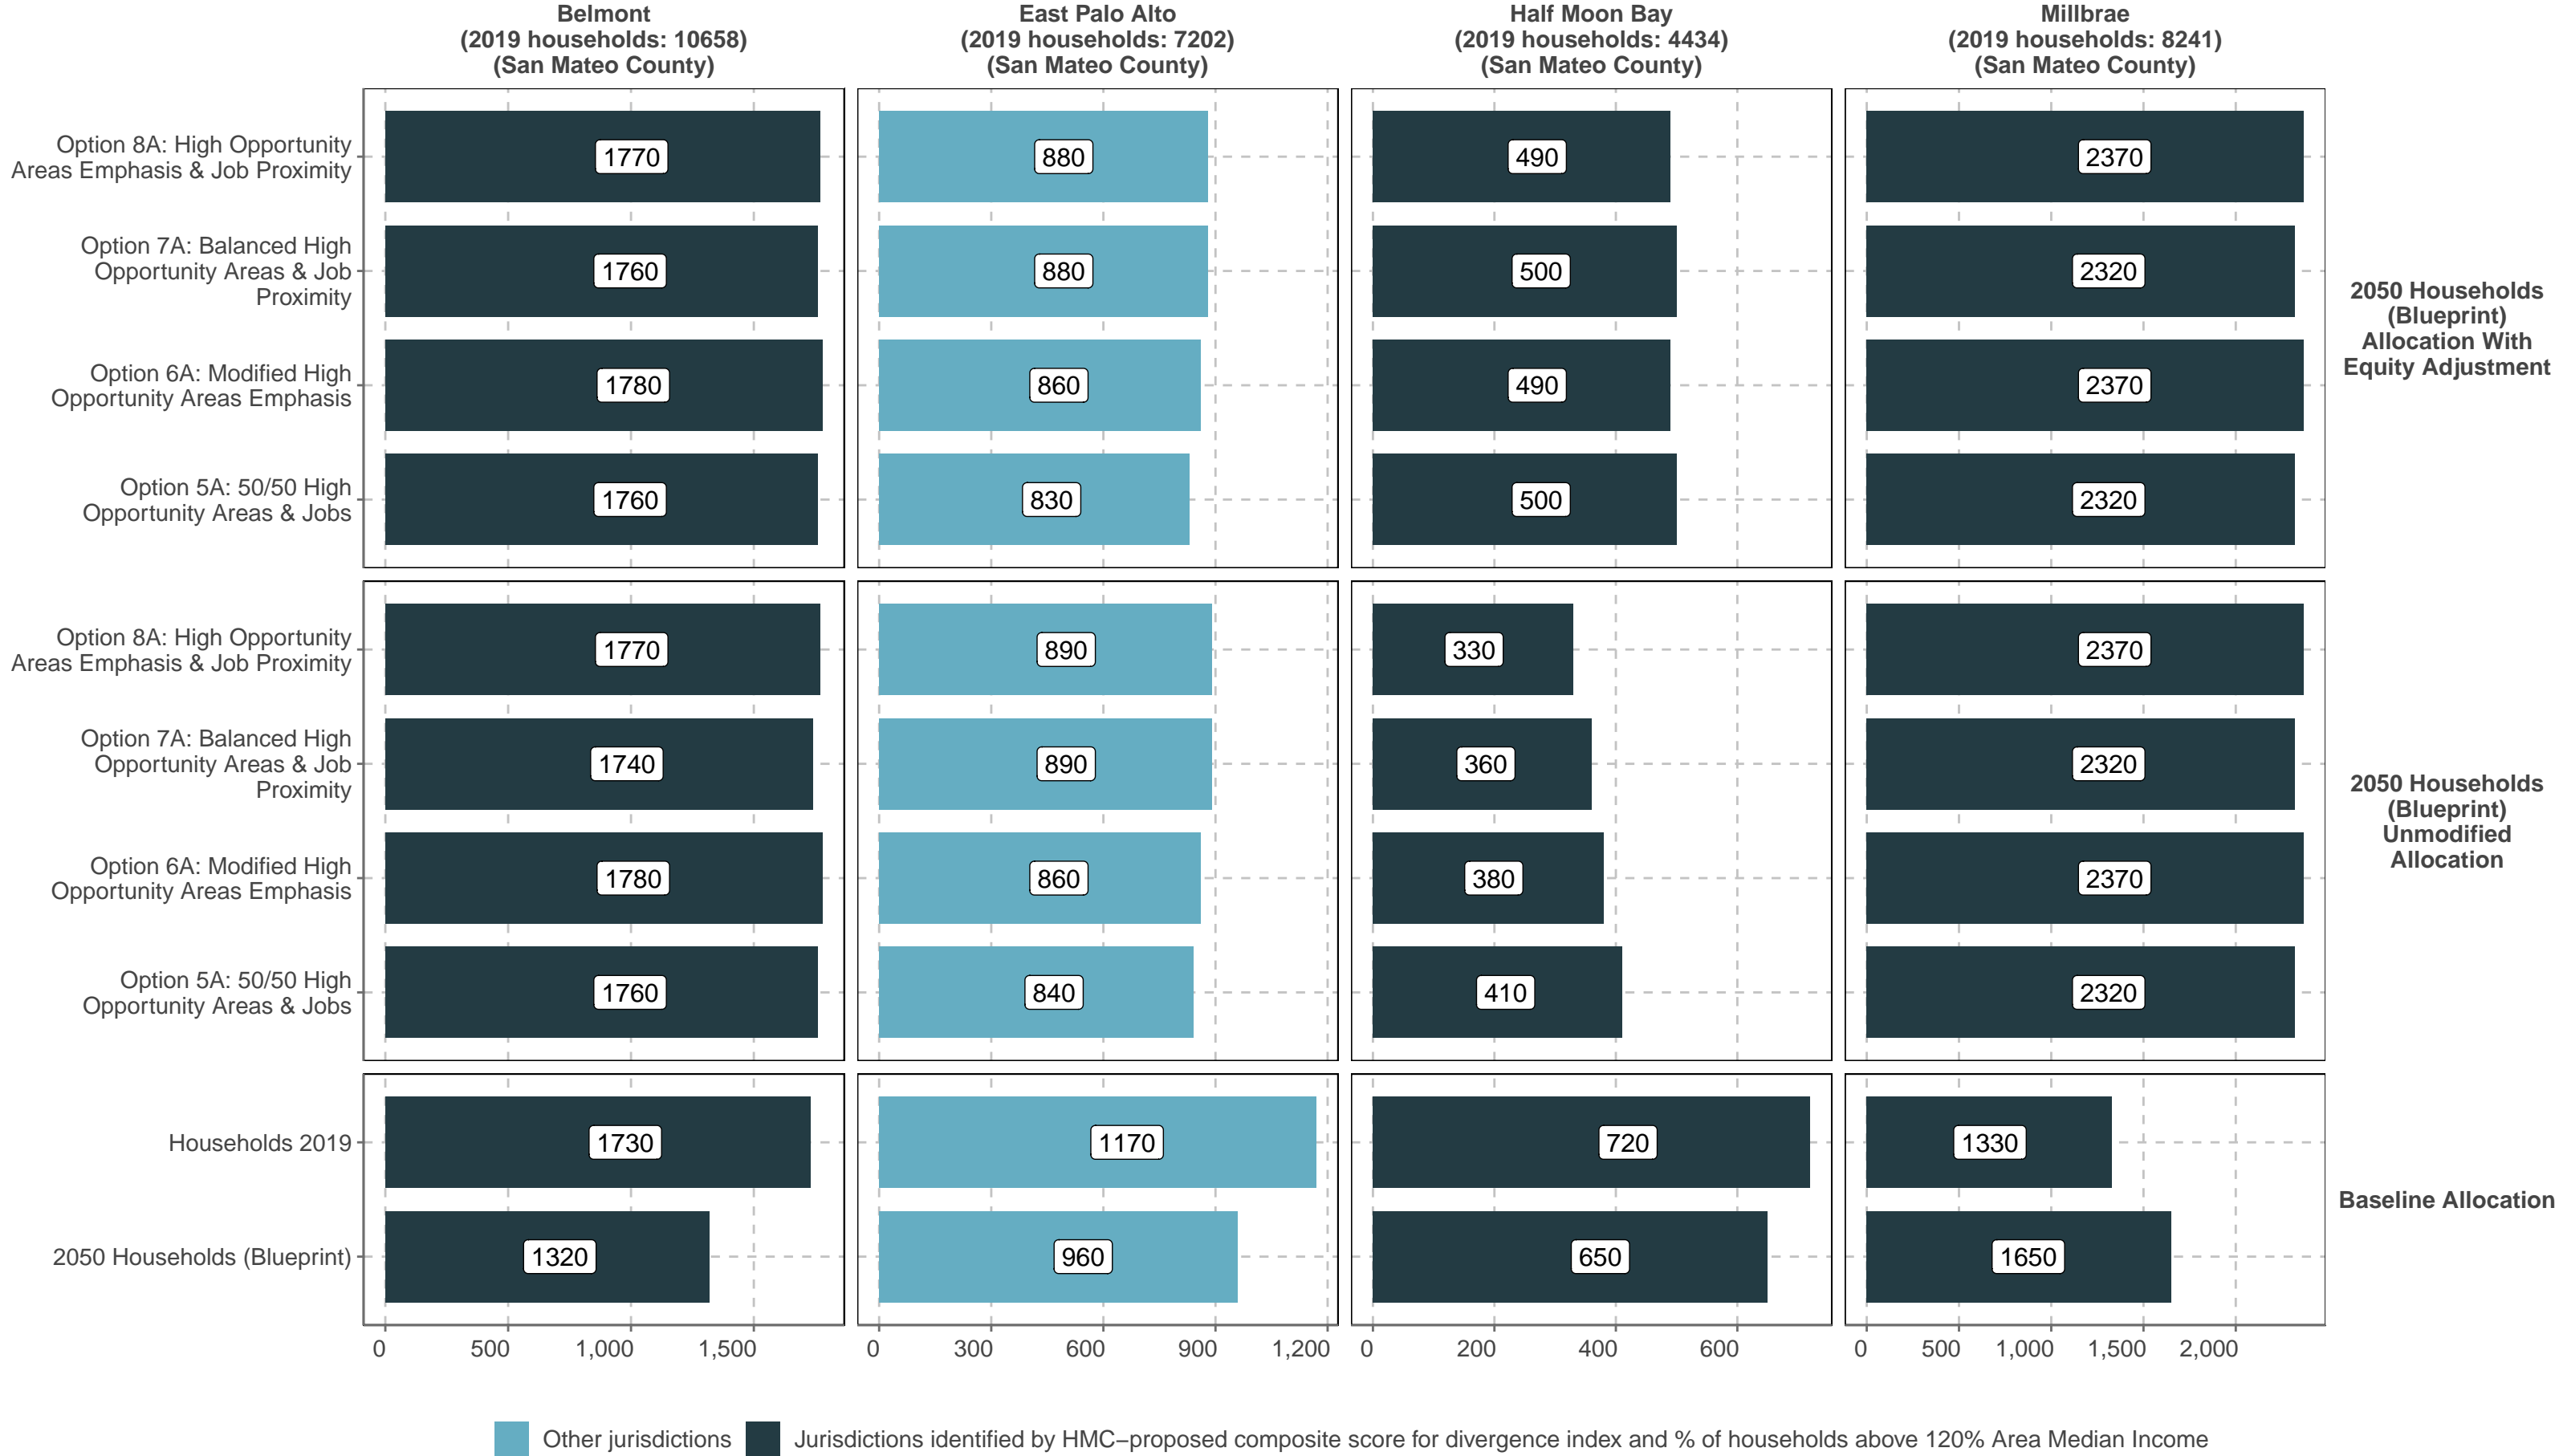 Belmont
(2019 households: 10658)
(San Mateo County)
East Palo Alto
(2019 households: 7202)
(San Mateo County)
Half Moon Bay
(2019 households: 4434)
(San Mateo County)
Millbrae
(2019 households: 8241)
(San Mateo County)
Option 8A: High Opportunity
Areas Emphasis & Job Proximity
1770
880
490
2370
Option 7A: Balanced High
Opportunity Areas & Job
Proximity
1760
880
500
2320
Option 6A: Modified High
Opportunity Areas Emphasis
1780
860
490
2370
Option 5A: 50/50 High
Opportunity Areas & Jobs
1760
830
500
2320
2050 Households
(Blueprint)
Allocation With
Equity Adjustment
Option 8A: High Opportunity
Areas Emphasis & Job Proximity
1770
890
330
2370
Option 7A: Balanced High
Opportunity Areas & Job
Proximity
1740
890
360
2320
Option 6A: Modified High
Opportunity Areas Emphasis
1780
860
380
2370
Option 5A: 50/50 High
Opportunity Areas & Jobs
1760
840
410
2320
2050 Households
(Blueprint)
Unmodified
Allocation
Households 2019
1730
1170
720
1330
2050 Households (Blueprint)
1320
960
650
1650
Baseline Allocation
0 500 1,000 1,500
0 300 600 900 1,200
0 200 400 600
0 500 1,000 1,500 2,000
Other jurisdictions
Jurisdictions identified by HMC−proposed composite score for divergence index and % of households above 120% Area Median Income